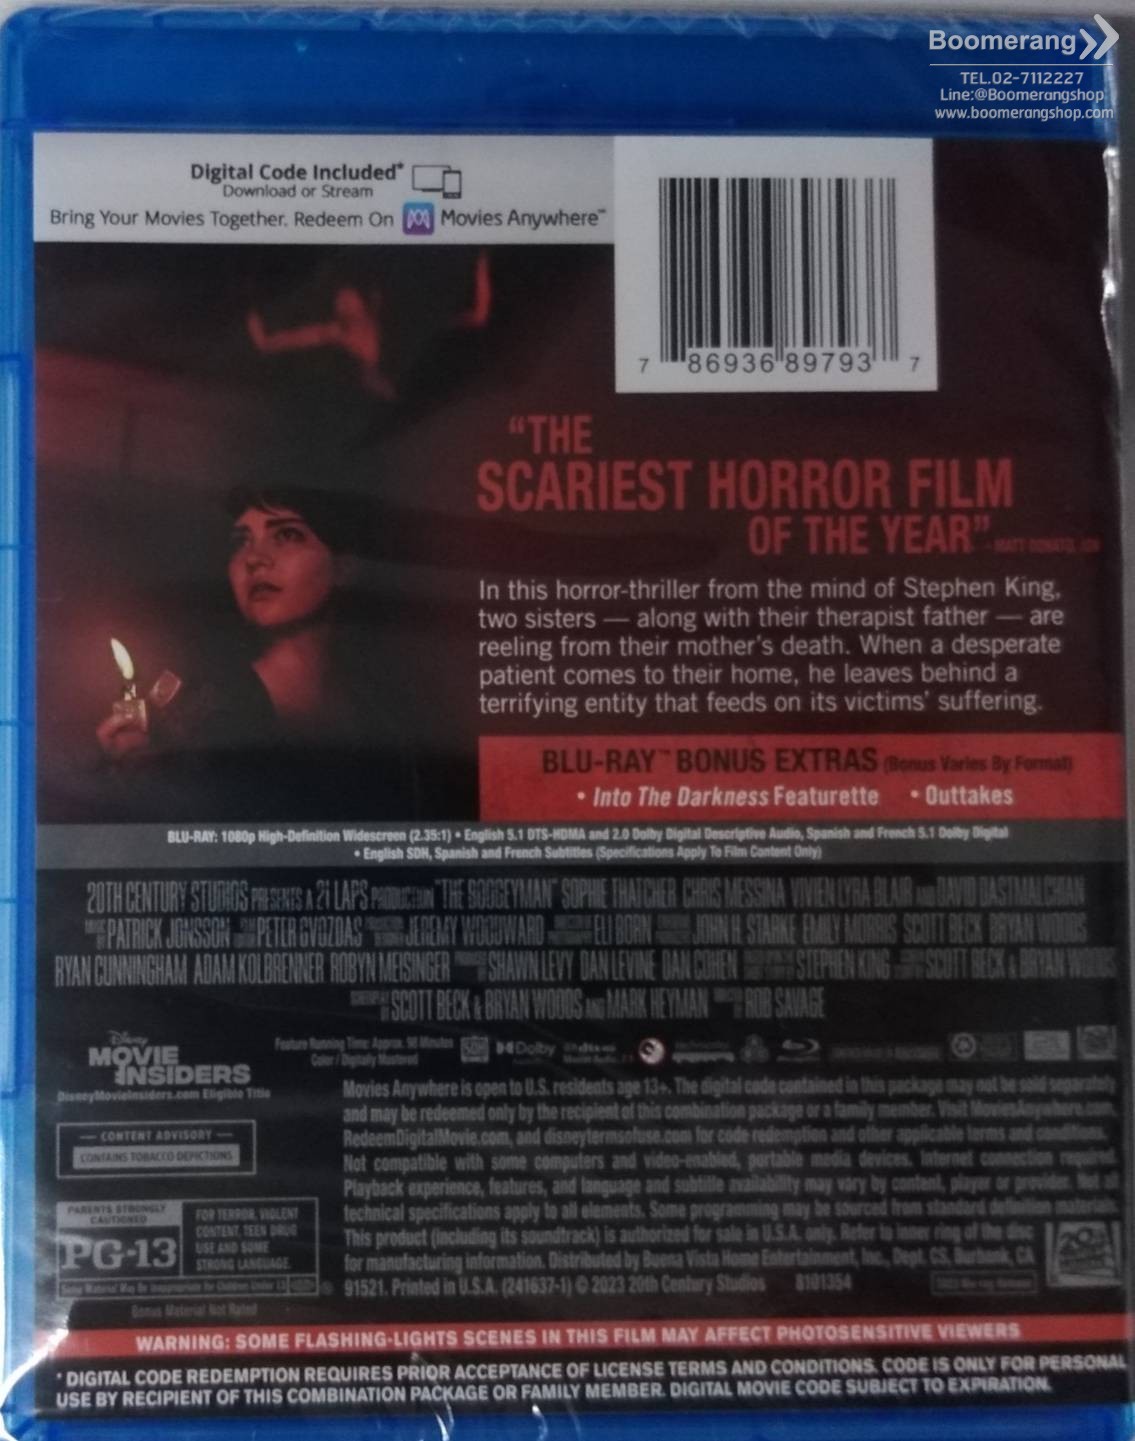 Boomerang
TEL.02-7112227
Line:@Boomerangshop
www.boomerangshop.com
Digital Code Included*
Download or Stream
Bring Your Movies Together. Redeem On Movies Anywhere™
7 86936 89793 7
"THE
SCARIEST HORROR FILM
OF THE YEAR"
In this horror-thriller from the mind of Stephen King,
two sisters — along with their therapist father — are
reeling from their mother's death. When a desperate
patient comes to their home, he leaves behind a
terrifying entity that feeds on its victims' suffering.
BLU-RAY™ BONUS EXTRAS (Bonus Varies By Format)
• Into The Darkness Featurette • Outtakes
BLU-RAY: 1080p High-Definition Widescreen (2.35:1) • English 5.1 DTS-HDMA and 2.0 Dolby Digital Descriptive Audio, Spanish and French 5.1 Dolby Digital
• English SDH, Spanish and French Subtitles (Specifications Apply To Film Content Only)
20TH CENTURY STUDIOS PRESENTS A 21 LAPS PRODUCTION "THE BOOGEYMAN" SOPHIE THATCHER CHRIS MESSINA VIVIEN LYRA BLAIR AND DAVID DASTMALCHIAN
PATRICK JONSSON PETER GVOZDAS JEREMY WOODWARD ELI BORN JOHN H. STARKE EMILY MORRIS SCOTT BECK BRYAN WOODS
RYAN CUNNINGHAM ADAM KOLBRENNER ROBYN MEISINGER SHAWN LEVY DAN LEVINE DAN COHEN STEPHEN KING SCOTT BECK & BRYAN WOODS
SCOTT BECK & BRYAN WOODS AND MARK HEYMAN ROB SAVAGE
Disney
MOVIE
INSIDERS
DisneyMovieInsiders.com Eligible Title
Feature Running Time: Approx. 98 Minutes
Color / Digitally Mastered
Dolby
Movies Anywhere is open to U.S. residents age 13+. The digital code contained in this package may not be sold separately
and may be redeemed only by the recipient of this combination package or a family member. Visit MoviesAnywhere.com,
RedeemDigitalMovie.com, and disneytermsofuse.com for code redemption and other applicable terms and conditions.
Not compatible with some computers and video-enabled, portable media devices. Internet connection required.
Playback experience, features, and language and subtitle availability may vary by content, player or provider. Not all
technical specifications apply to all elements. Some programming may be sourced from standard definition materials.
This product (including its soundtrack) is authorized for sale in U.S.A. only. Refer to inner ring of the disc
for manufacturing information. Distributed by Buena Vista Home Entertainment, Inc., Dept. CS, Burbank, CA
91521. Printed in U.S.A. (241637-1) © 2023 20th Century Studios 8101354
CONTENT ADVISORY
CONTAINS TOBACCO DEPICTIONS
PARENTS STRONGLY
CAUTIONED
PG-13
FOR TERROR, VIOLENT
CONTENT, TEEN DRUG
USE AND SOME
STRONG LANGUAGE.
Some Material May Be Inappropriate for Children Under 13
Bonus Material Not Rated
WARNING: SOME FLASHING-LIGHTS SCENES IN THIS FILM MAY AFFECT PHOTOSENSITIVE VIEWERS
* DIGITAL CODE REDEMPTION REQUIRES PRIOR ACCEPTANCE OF LICENSE TERMS AND CONDITIONS. CODE IS ONLY FOR PERSONAL
USE BY RECIPIENT OF THIS COMBINATION PACKAGE OR FAMILY MEMBER. DIGITAL MOVIE CODE SUBJECT TO EXPIRATION.